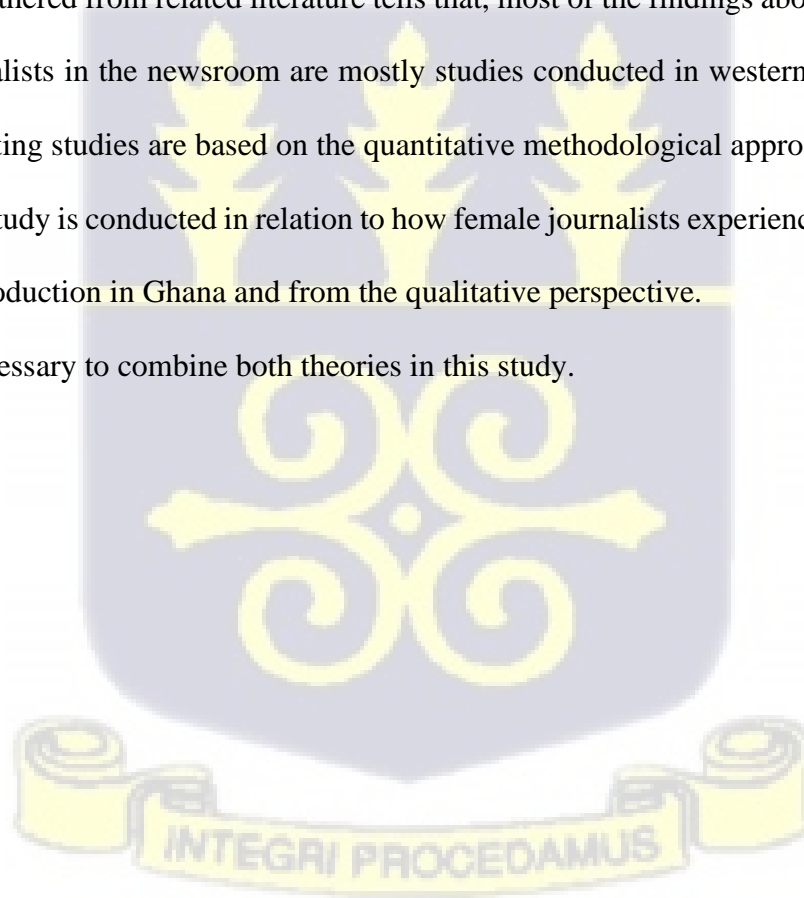 thered from related literature tells that, most of the findings abo
alists in the newsroom are mostly studies conducted in western
ting studies are based on the quantitative methodological appro
tudy is conducted in relation to how female journalists experienc
oduction in Ghana and from the qualitative perspective.
essary to combine both theories in this study.
INTEGRI PROCEDAMUS